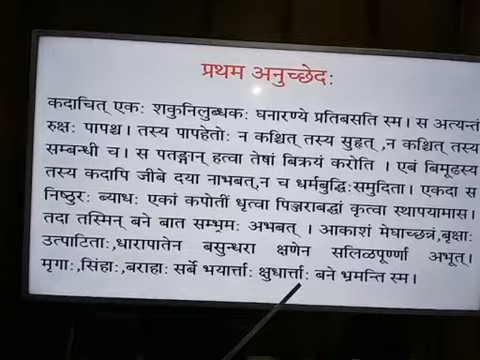 प्रथम अनुच्छेद:
कदाचित् एकः शकुनिलुब्धकः घनारण्ये प्रतिबसति स्म। स अत्यन्तं
रुक्षः पापश्च। तस्य पापहेतोः न कश्चित् तस्य सुहृत् ,न कश्चित् तस्य
सम्बन्धी च। स पतङ्गान् हत्वा तेषां बिक्रयं करोति । एबं बिमूढस्य
तस्य कदापि जीबे दया नाभबत्,न च धर्मबुद्धिःसमुदिता। एकदा स
निष्ठुरः ब्याधः एकां कपोतीं धृत्वा पिञ्जराबद्धां कृत्वा स्थापयामास।
तदा तस्मिन् बने बात सम्भ्रमः अभबत् । आकाशं मेघाच्छन्नं,बृक्षाः
उत्पाटिताः,धारापातेन बसुन्धरा क्षणेन सलिळपूर्ण्णा अभूत्।
मृगाः,सिंहाः,बराहाः सर्बे भयार्त्ताः क्षुधार्त्ताः बने भ्रमन्ति स्म।